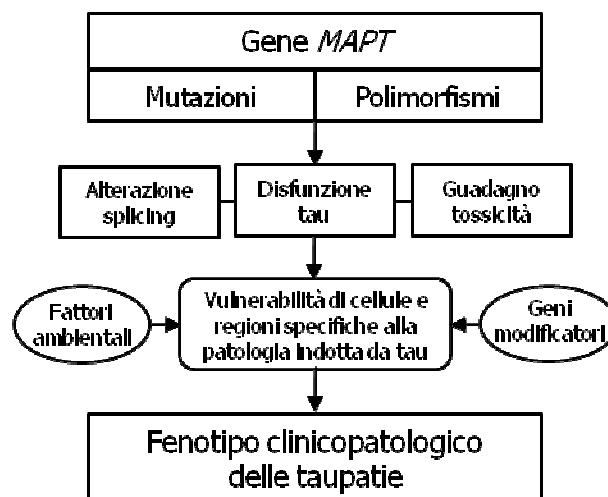 Gene MAPT
Mutazioni
Polimorfismi
Alterazione
splicing
Disfunzione
tau
Guadagno
tossicità
Fattori
ambientali
Vulnerabilità di cellule e
regioni specifiche alla
patologia indotta da tau
Geni
modificatori
Fenotipo clinicopatologico
delle taupatie